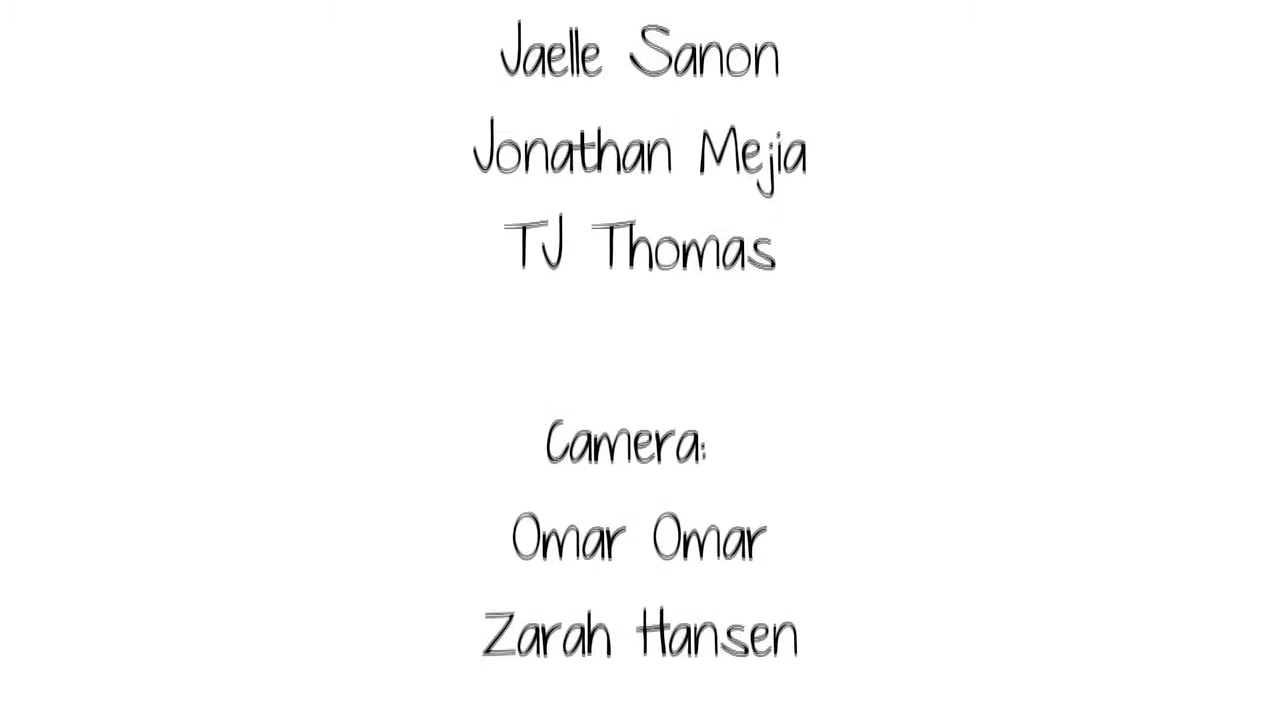 Jaelle Sanon
Jonathan Mejia
TJ Thomas
Camera:
Omar Omar
Zarah Hansen